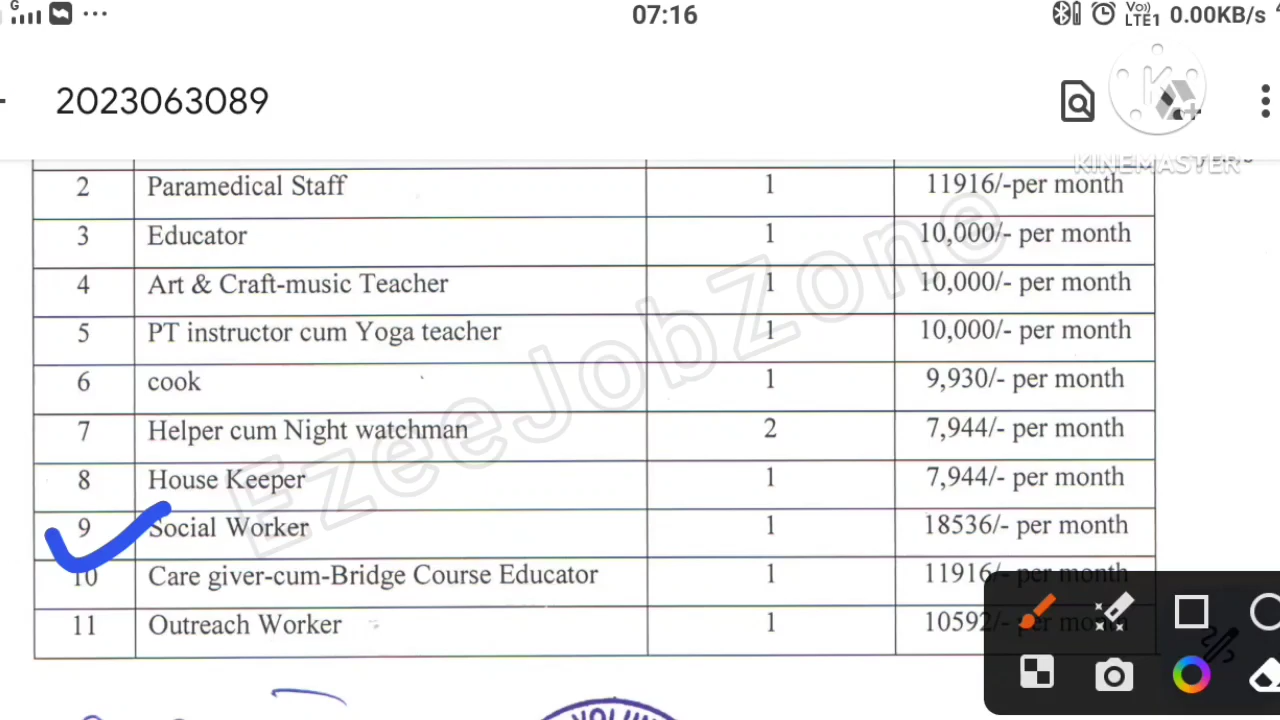 G 07:16 Vo)) LTE1 0.00KB/s
2023063089
K
KINEMASTER
2 Paramedical Staff 1 11916/-per month
3 Educator 1 10,000/- per month
4 Art & Craft-music Teacher 1 10,000/- per month
5 PT instructor cum Yoga teacher 1 10,000/- per month
6 cook 1 9,930/- per month
7 Helper cum Night watchman 2 7,944/- per month
8 House Keeper 1 7,944/- per month
9 Social Worker 1 18536/- per month
10 Care giver-cum-Bridge Course Educator 1 11916/- per month
11 Outreach Worker 1 10592/- per month
EzeeJobZone